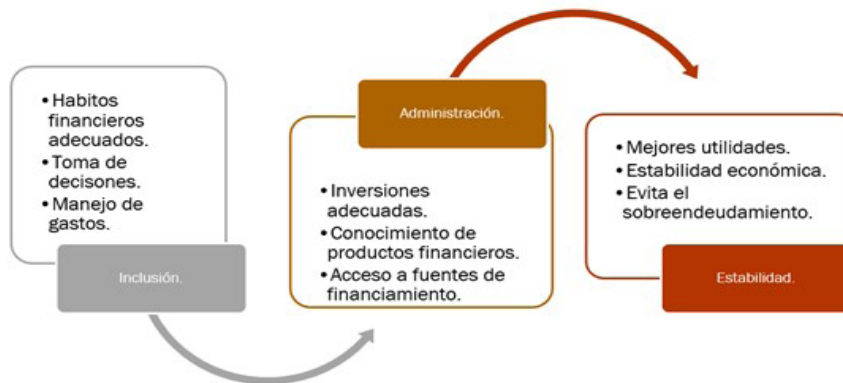 • Habitos
financieros
adecuados.
• Toma de
decisones.
• Manejo de
gastos.
Inclusión.
Administración.
• Inversiones
adecuadas.
• Conocimiento de
productos financieros.
• Acceso a fuentes de
financiamiento.
• Mejores utilidades.
• Estabilidad económica.
• Evita el
sobreendeudamiento.
Estabilidad.